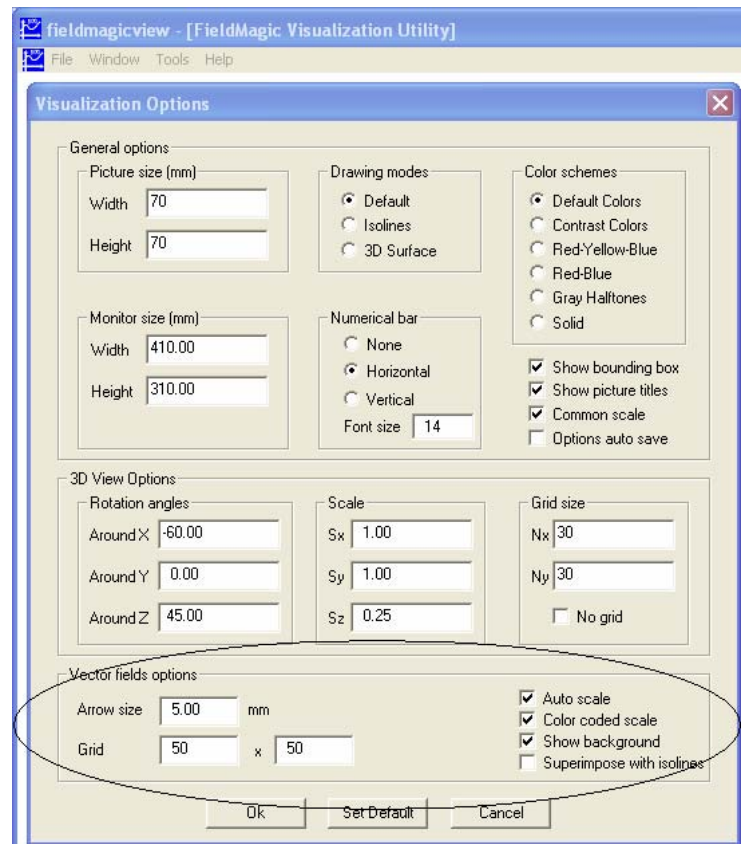 fieldmagicview - [FieldMagic Visualization Utility]
File Window Tools Help
Visualization Options
General options
Picture size (mm)
Width 70
Height 70
Drawing modes
Default
Isolines
3D Surface
Color schemes
Default Colors
Contrast Colors
Red-Yellow-Blue
Red-Blue
Gray Halftones
Solid
Monitor size (mm)
Width 410.00
Height 310.00
Numerical bar
None
Horizontal
Vertical
Font size 14
Show bounding box
Show picture titles
Common scale
Options auto save
3D View Options
Rotation angles
Around X -60.00
Around Y 0.00
Around Z 45.00
Scale
Sx 1.00
Sy 1.00
Sz 0.25
Grid size
Nx 30
Ny 30
No grid
Vector fields options
Arrow size 5.00 mm
Grid 50 x 50
Auto scale
Color coded scale
Show background
Superimpose with isolines
Ok Set Default Cancel